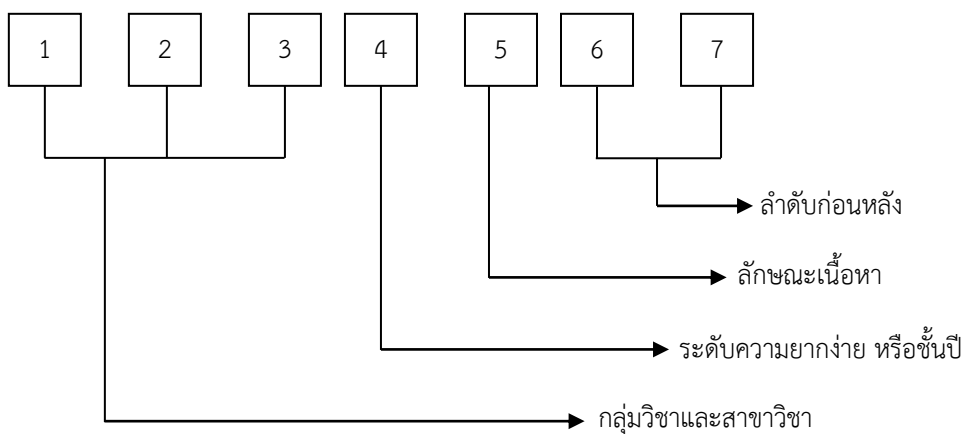 1 2 3 4 5 6 7
ลำดับก่อนหลัง
ลักษณะเนื้อหา
ระดับความยากง่าย หรือชั้นปี
กลุ่มวิชาและสาขาวิชา